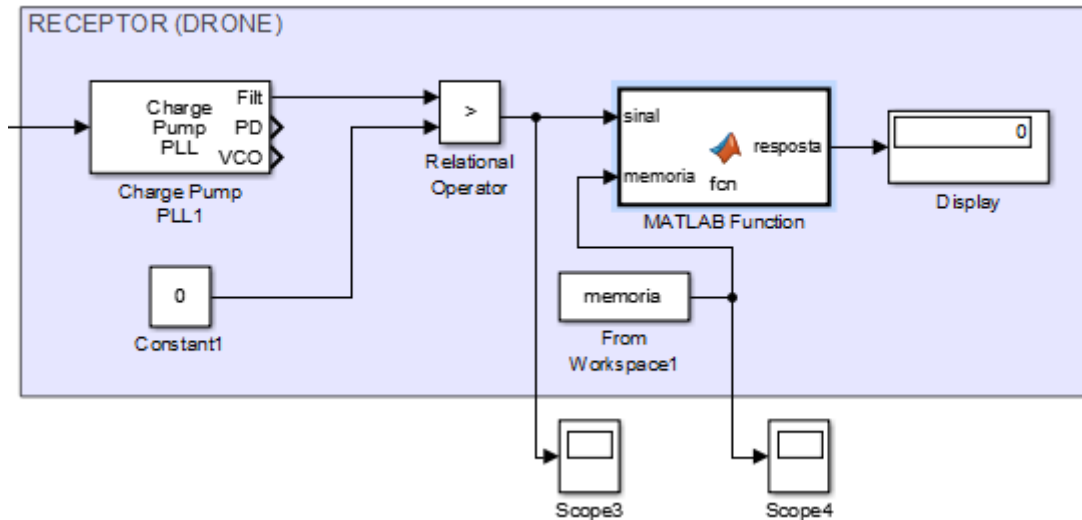 RECEPTOR (DRONE)
Charge
Pump
PLL
Filt
PD
VCO
Charge Pump
PLL1
>
Relational
Operator
sinal
memoria
fcn
resposta
MATLAB Function
0
Display
0
Constant1
memoria
From
Workspace1
Scope3
Scope4